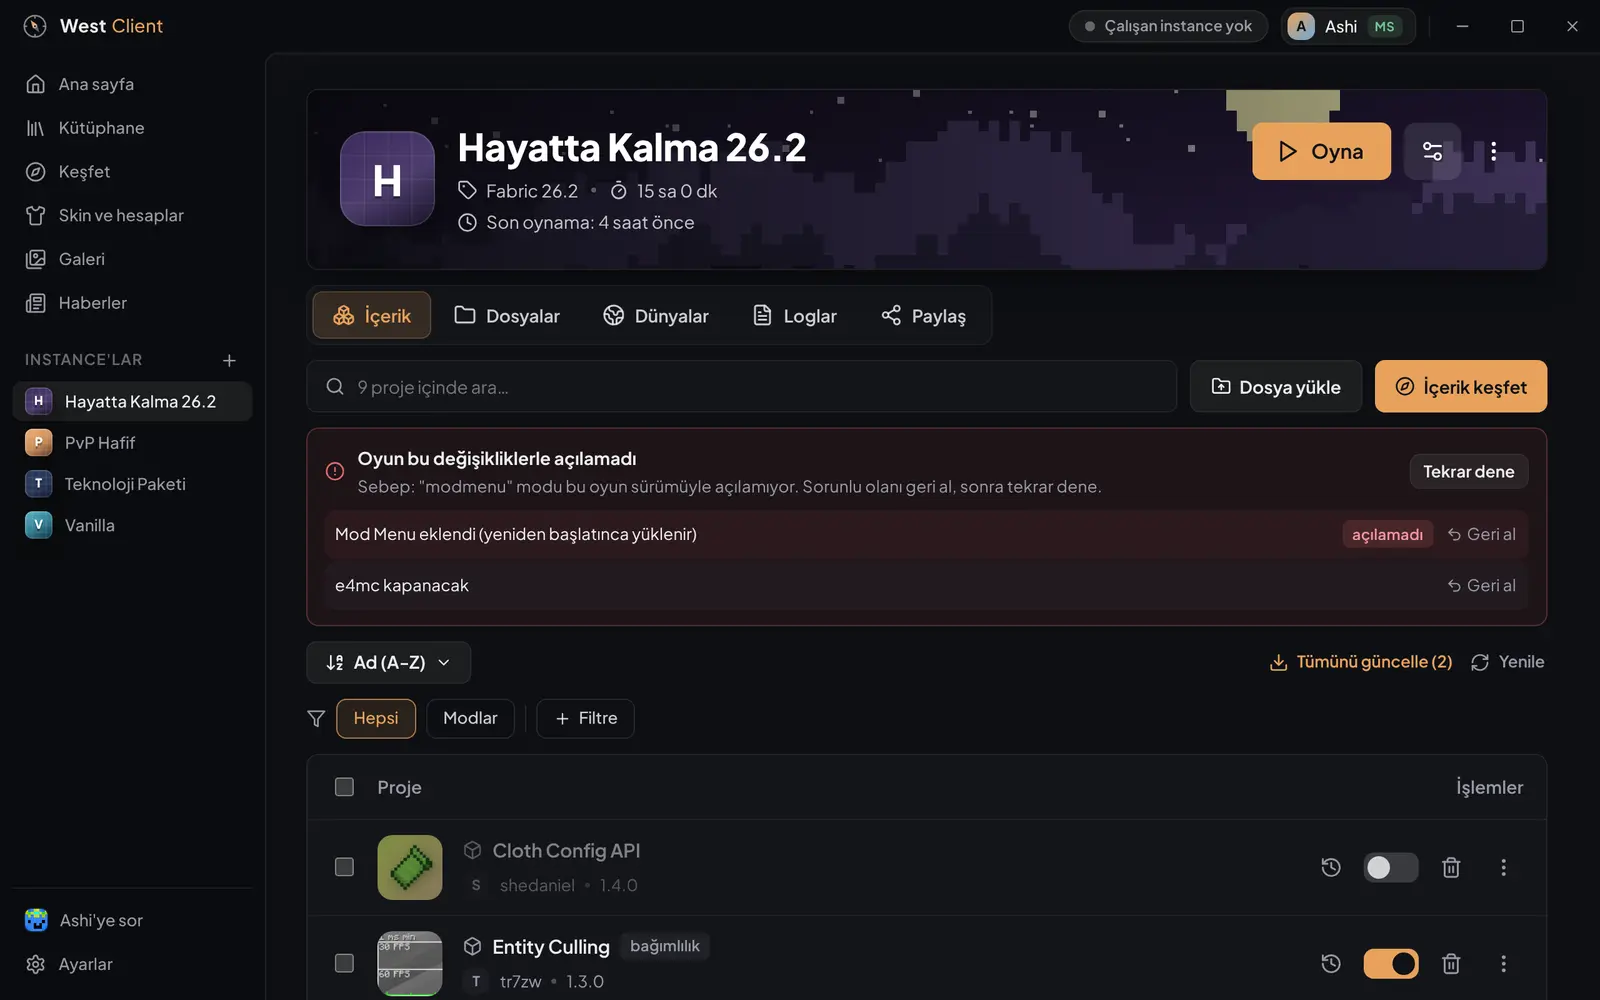 West Client
Çalışan instance yok
A
Ashi
MS
Ana sayfa
Kütüphane
Keşfet
Skin ve hesaplar
Galeri
Haberler
INSTANCE'LAR
H
Hayatta Kalma 26.2
P
PvP Hafif
T
Teknoloji Paketi
V
Vanilla
Ashi'ye sor
Ayarlar
H
Hayatta Kalma 26.2
Fabric 26.2 • 15 sa 0 dk
Son oynama: 4 saat önce
Oyna
İçerik
Dosyalar
Dünyalar
Loglar
Paylaş
9 proje içinde ara...
Dosya yükle
İçerik keşfet
Oyun bu değişikliklerle açılamadı
Sebep: "modmenu" modu bu oyun sürümüyle açılamıyor. Sorunlu olanı geri al, sonra tekrar dene.
Tekrar dene
Mod Menu eklendi (yeniden başlatınca yüklenir)
açılamadı
Geri al
e4mc kapanacak
Geri al
Ad (A-Z)
Tümünü güncelle (2)
Yenile
Hepsi
Modlar
+ Filtre
Proje
İşlemler
Cloth Config API
S
shedaniel • 1.4.0
30 FPS
60 FPS
Entity Culling
bağımlılık
T
tr7zw • 1.3.0